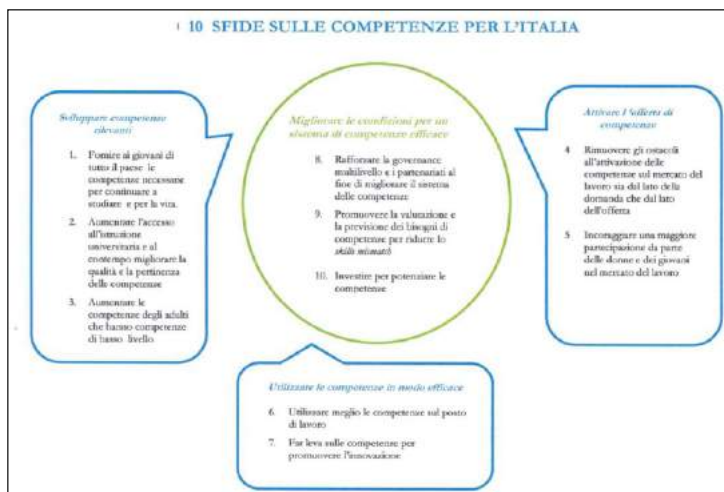 10 SFIDE SULLE COMPETENZE PER L'ITALIA
Sviluppare competenze
rilevanti
1. Fornire ai giovani di
tutto il paese le
competenze necessarie
per continuare a
studiare e per la vita.
2. Aumentare l'accesso
all'istruzione
universitaria e al
contempo migliorare la
qualità e la pertinenza
delle competenze
3. Aumentare le
competenze degli adulti
che hanno competenze
di basso livello
Migliorare le condizioni per un
sistema di competenze efficace
8. Rafforzare la governance
multilivello e i partenariati al
fine di migliorare il sistema
delle competenze
9. Promuovere la valutazione e
la previsione dei bisogni di
competenze per ridurre lo
skills mismatch
10. Investire per potenziare le
competenze
Attivare l'offerta di
competenze
4 Rimuovere gli ostacoli
all'attivazione delle
competenze sul mercato del
lavoro sia dal lato della
domanda che dal lato
dell'offerta
5 Incoraggiare una maggiore
partecipazione da parte
delle donne e dei giovani
nel mercato del lavoro
Utilizzare le competenze in modo efficace
6. Utilizzare meglio le competenze sul posto
di lavoro
7. Far leva sulle competenze per
promuovere l'innovazione